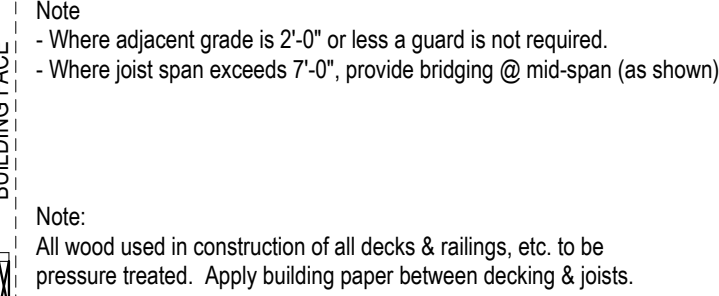 Note
- Where adjacent grade is 2'-0" or less a guard is not required.
- Where joist span exceeds 7'-0", provide bridging @ mid-span (as shown)
Note:
All wood used in construction of all decks & railings, etc. to be
pressure treated.  Apply building paper between decking & joists.
BUILDING FACE